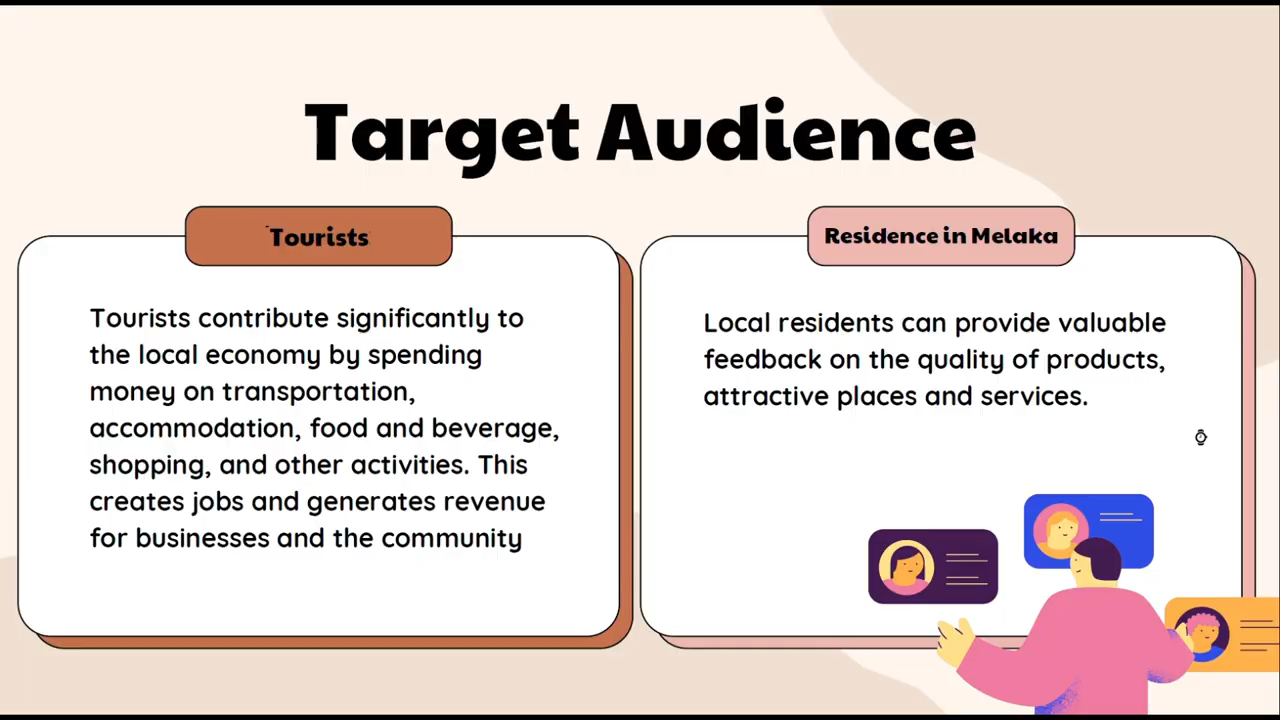 Target Audience
Tourists
Tourists contribute significantly to
the local economy by spending
money on transportation,
accommodation, food and beverage,
shopping, and other activities. This
creates jobs and generates revenue
for businesses and the community
Residence in Melaka
Local residents can provide valuable
feedback on the quality of products,
attractive places and services.